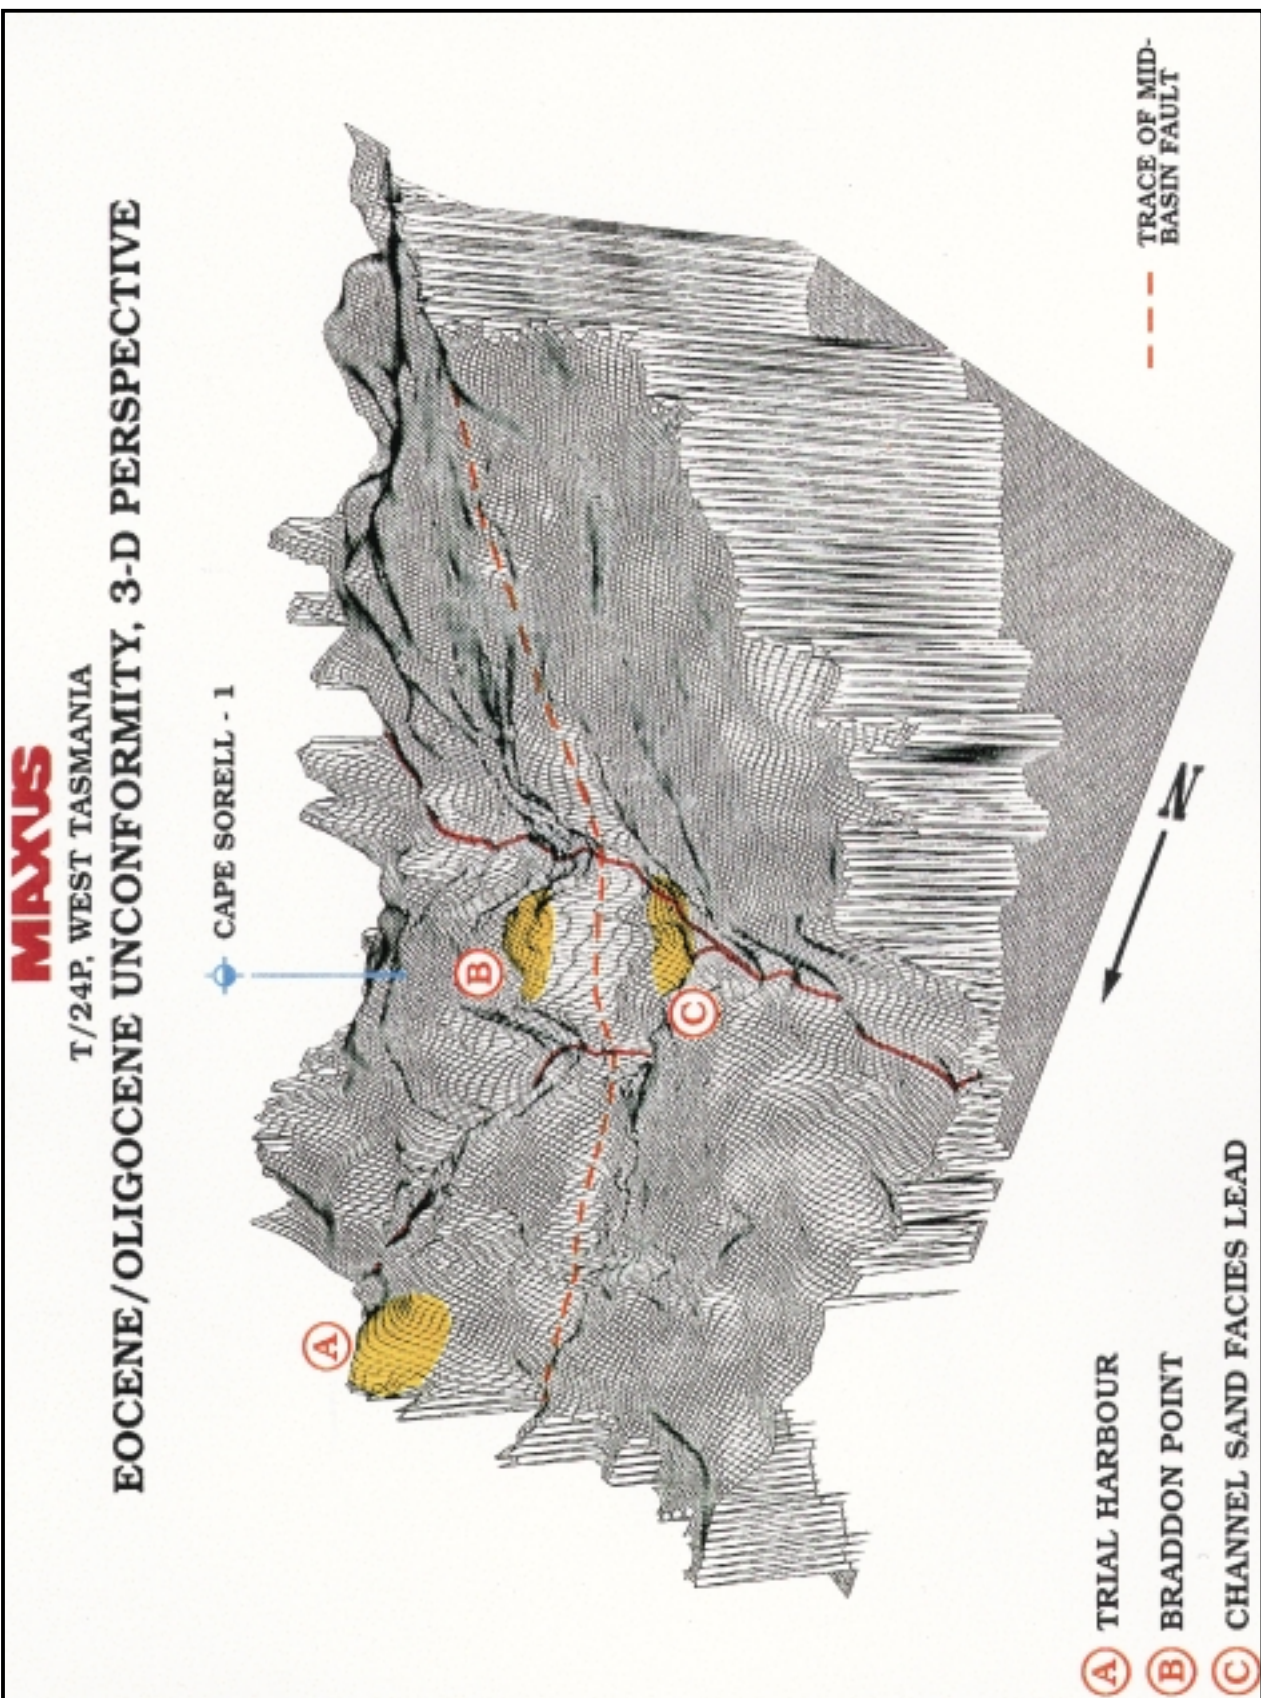 MAXUS
T/24P, WEST TASMANIA
EOCENE/OLIGOCENE UNCONFORMITY, 3-D PERSPECTIVE
CAPE SORELL - 1
A
B
C
N
A TRIAL HARBOUR
B BRADDON POINT
C CHANNEL SAND FACIES LEAD
TRACE OF MID-
BASIN FAULT